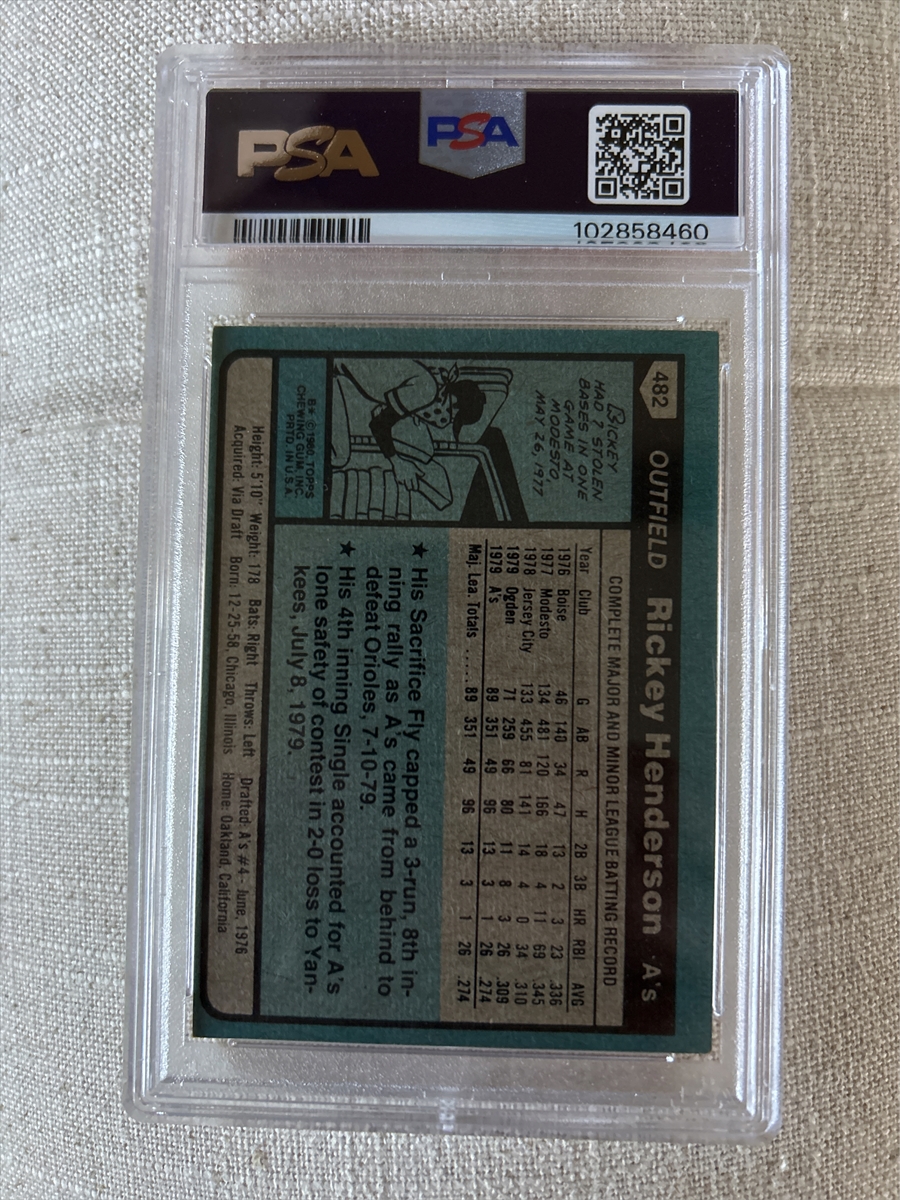 PSA
PSA
102858460
482
OUTFIELD Rickey Henderson A's
RICKEY
HAD 7 STOLEN
BASES IN ONE
GAME AT
MODESTO,
MAY 26, 1977
B* ©1980. TOPPS
CHEWING GUM, INC.
PRTD. IN U.S.A.
COMPLETE MAJOR AND MINOR LEAGUE BATTING RECORD
Year Club G AB R H 2B 3B HR RBI AVG
1976 Boise 46 140 34 47 13 2 3 23 .336
1977 Modesto 134 481 120 166 18 4 11 69 .345
1978 Jersey City 133 455 81 141 14 4 0 34 .310
1979 Ogden 71 259 66 80 11 8 3 26 .309
1979 A's 89 351 49 96 13 3 1 26 .274
Maj. Lea. Totals ..... 89 351 49 96 13 3 1 26 .274
★ His Sacrifice Fly capped a 3-run, 8th in-
ning rally as A's came from behind to
defeat Orioles, 7-10-79.
★ His 4th inning Single accounted for A's
lone safety of contest in 2-0 loss to Yan-
kees, July 8, 1979.
Height: 5'10" Weight: 178 Bats: Right Throws: Left Drafted: A's #4-June, 1976
Acquired: Via Draft Born: 12-25-58, Chicago, Illinois Home: Oakland, California